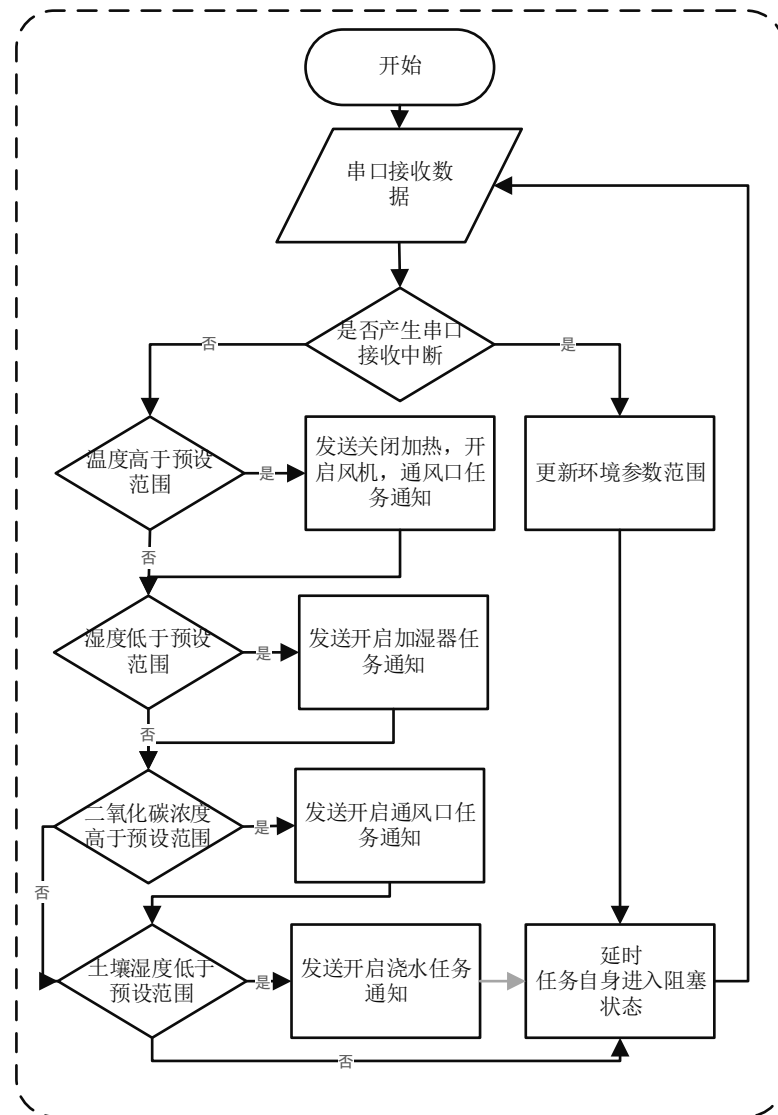 开始
串口接收数
据
是否产生串口
接收中断
否
是
温度高于预设
范围
是
发送关闭加热，开
启风机，通风口任
务通知
更新环境参数范围
否
湿度低于预设
范围
是
发送开启加湿器任
务通知
否
二氧化碳浓度
高于预设范围
是
发送开启通风口任
务通知
否
土壤湿度低于
预设范围
是
发送开启浇水任务
通知
延时
任务自身进入阻塞
状态
否